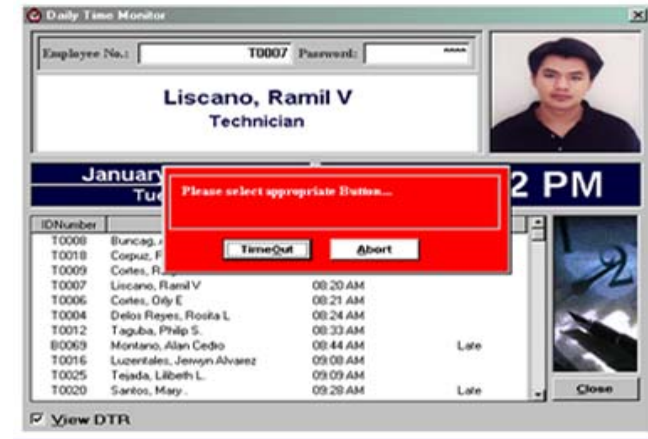 Daily Time Monitor
Employee No.: T0007 Password: ****
Liscano, Ramil V
Technician
January
Tue
2 PM
Please select appropriate Button...
TimeOut Abort
IDNumber
T0008 Buncag,
T0018 Corpuz, F
T0009 Cortes, R
T0007 Liscano, Ramil V 08:20 AM
T0006 Cortes, Orly E 08:21 AM
T0004 Delos Reyes, Rosita L 08:24 AM
T0012 Taguba, Philip S. 08:33 AM
B0069 Montano, Alan Cedio 08:44 AM Late
T0016 Luzentales, Jerwyn Alvarez 09:00 AM
T0025 Tejada, Lilibeth L. 09:09 AM
T0020 Santos, Mary . 09:28 AM Late
Close
View DTR